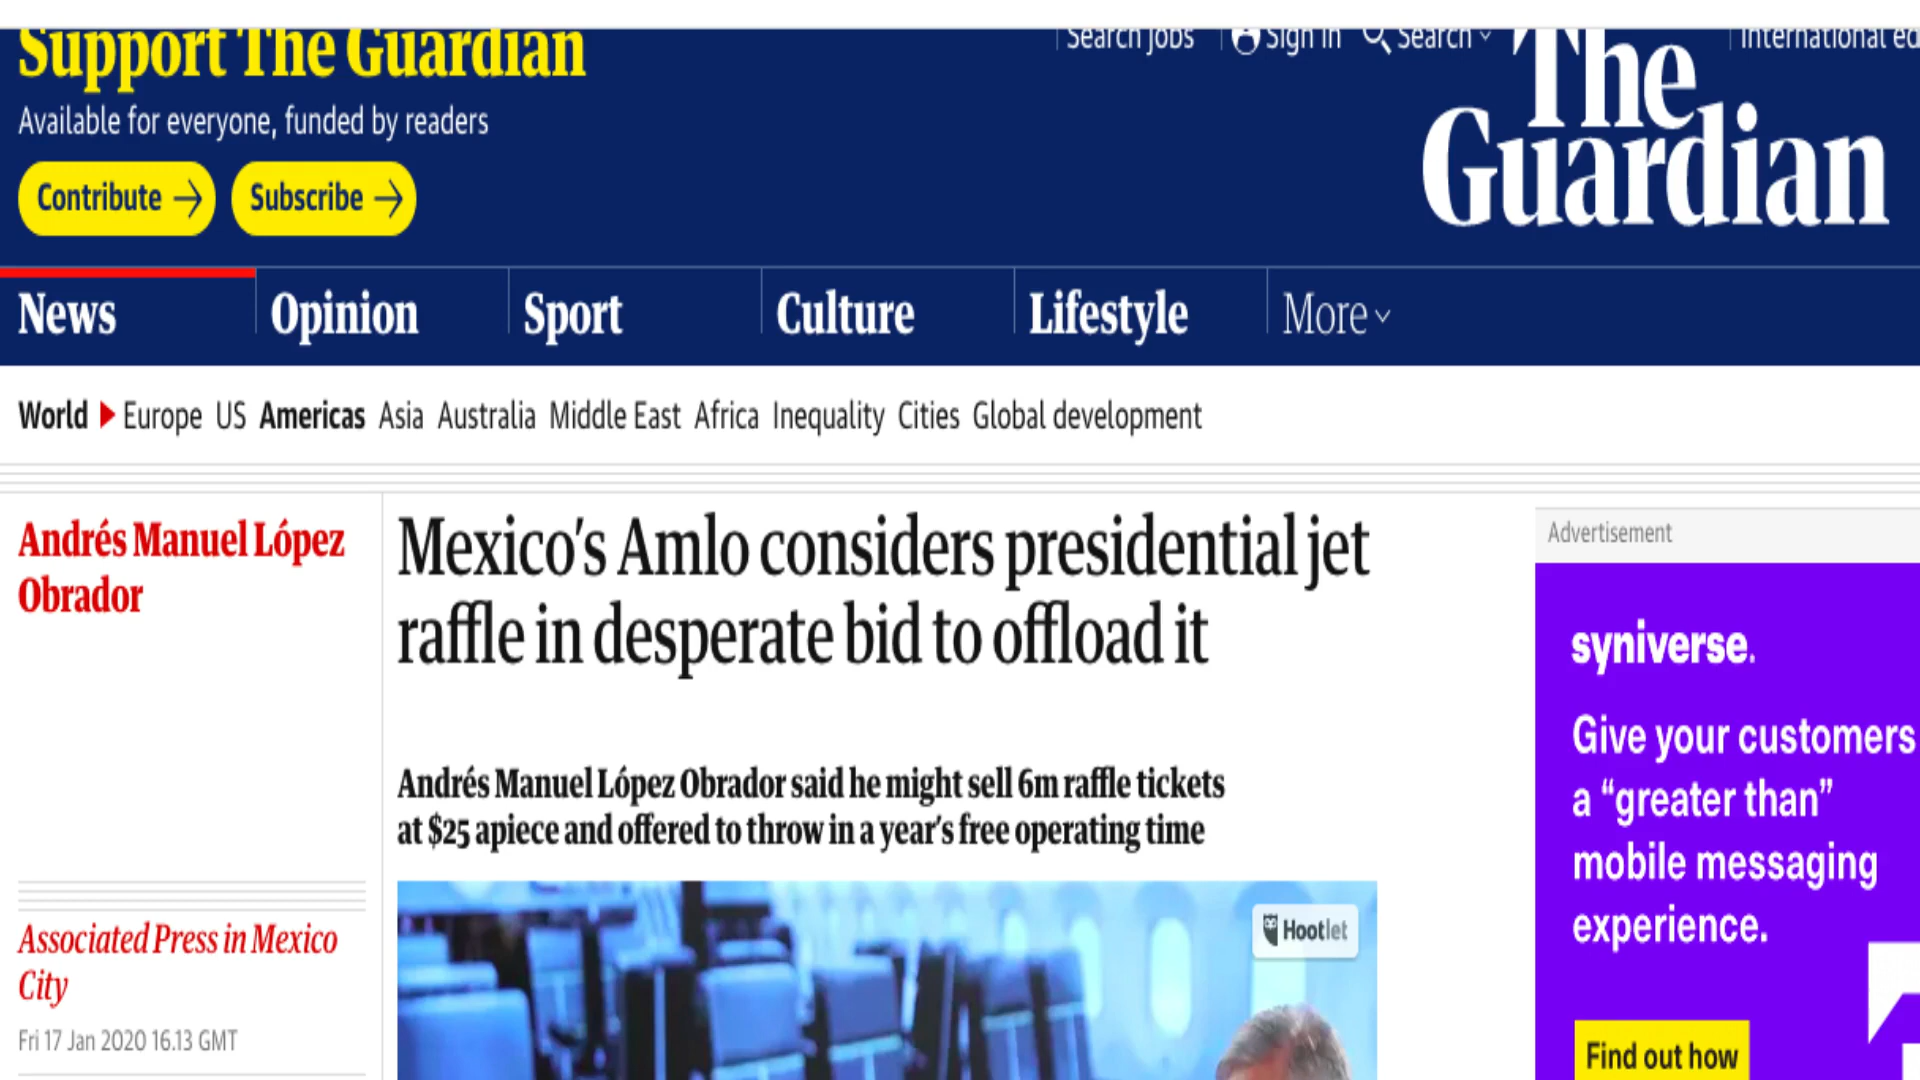 Support The Guardian
Available for everyone, funded by readers
Contribute
Subscribe
Search jobs
Sign in
Search
International ed
The
Guardian
News
Opinion
Sport
Culture
Lifestyle
More
World Europe US Americas Asia Australia Middle East Africa Inequality Cities Global development
Andrés Manuel López
Obrador
Mexico’s Amlo considers presidential jet
raffle in desperate bid to offload it
Andrés Manuel López Obrador said he might sell 6m raffle tickets
at $25 apiece and offered to throw in a year’s free operating time
Associated Press in Mexico
City
Fri 17 Jan 2020 16.13 GMT
Hootlet
Advertisement
syniverse.
Give your customers
a “greater than”
mobile messaging
experience.
Find out how